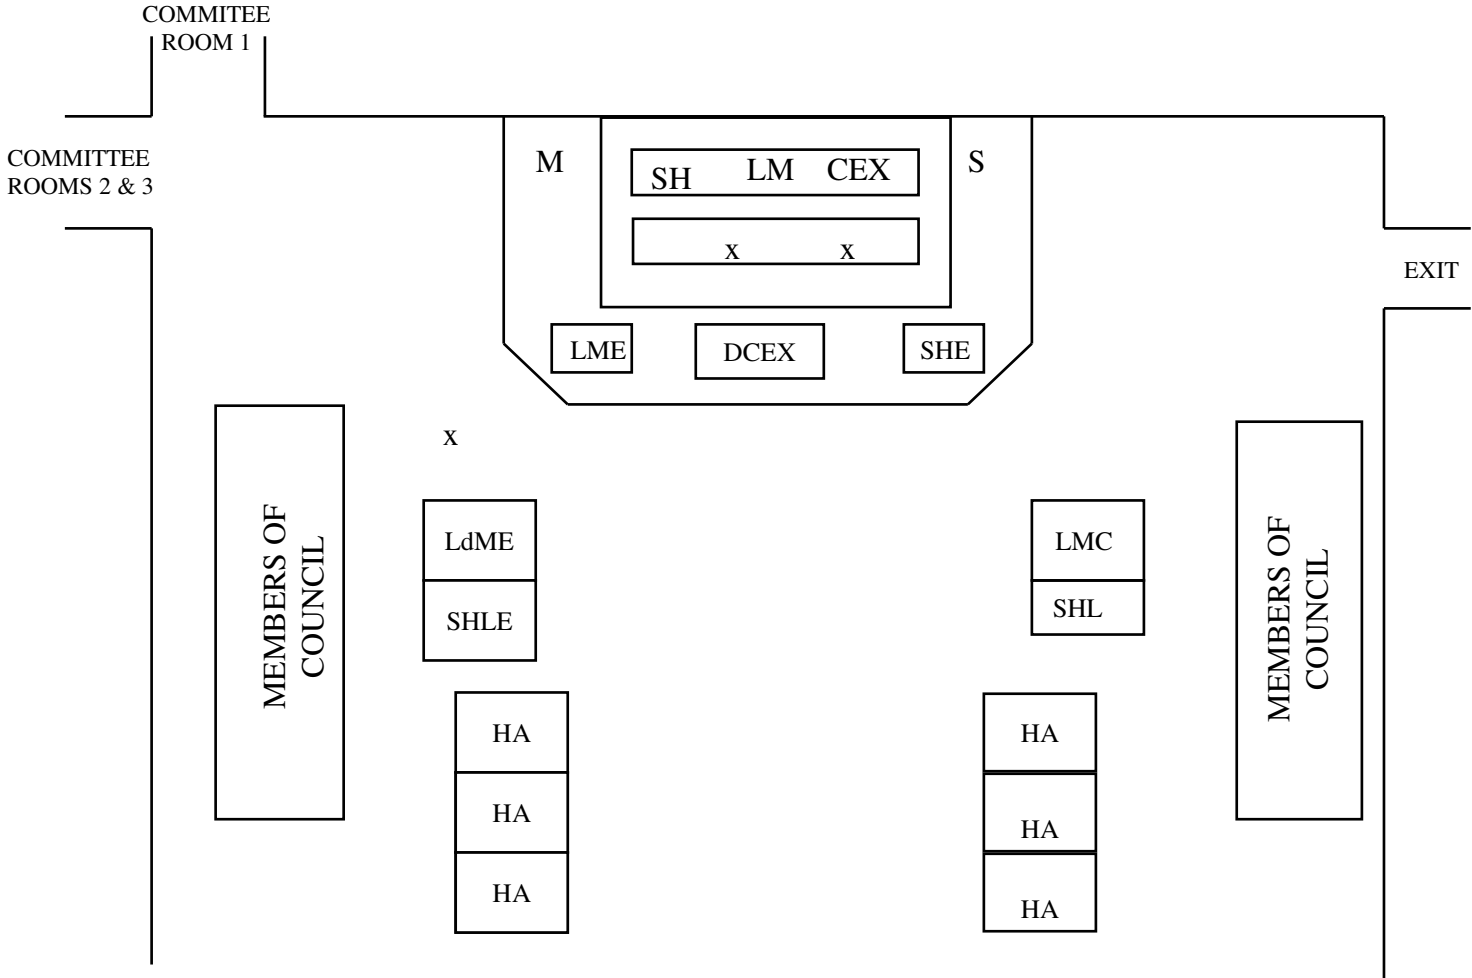 COMMITEE
ROOM 1
COMMITTEE
ROOMS 2 & 3
M
SH LM CEX
S
x x
EXIT
LME
DCEX
SHE
x
MEMBERS OF
COUNCIL
LdME
SHLE
LMC
SHL
MEMBERS OF
COUNCIL
HA
HA
HA
HA
HA
HA